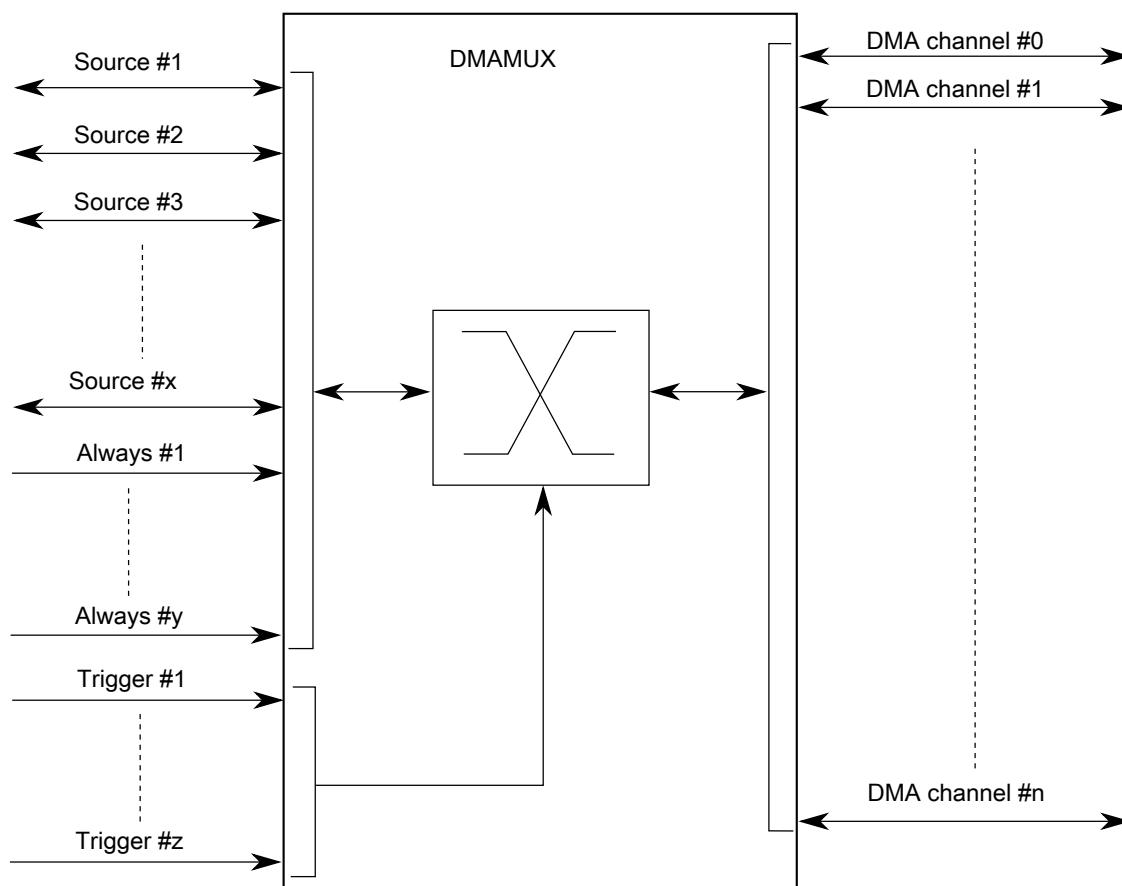 DMAMUX
Source #1
Source #2
Source #3
Source #x
Always #1
Always #y
Trigger #1
Trigger #z
DMA channel #0
DMA channel #1
DMA channel #n